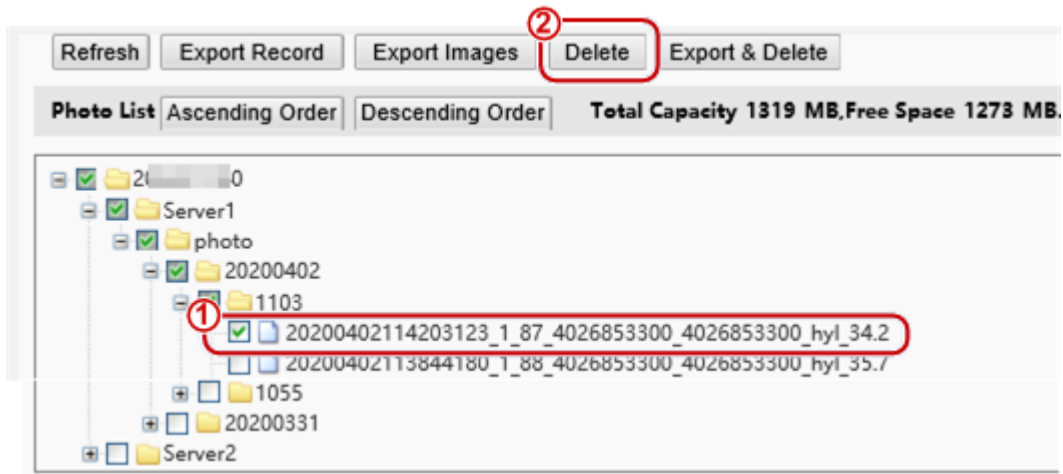 2
Refresh Export Record Export Images Delete Export & Delete
Photo List Ascending Order Descending Order Total Capacity 1319 MB,Free Space 1273 MB.
Server1
photo
20200402
1103
1
20200402114203123_1_87_4026853300_4026853300_hyl_34.2
20200402113844180_1_88_4026853300_4026853300_hyl_35.7
1055
20200331
Server2